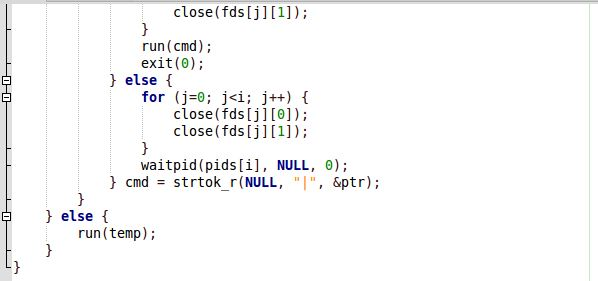 close(fds[j][1]);
}
run(cmd);
exit(0);
} else {
for (j=0; j<i; j++) {
close(fds[j][0]);
close(fds[j][1]);
}
waitpid(pids[i], NULL, 0);
} cmd = strtok_r(NULL, "|", &ptr);
}
} else {
run(temp);
}
}